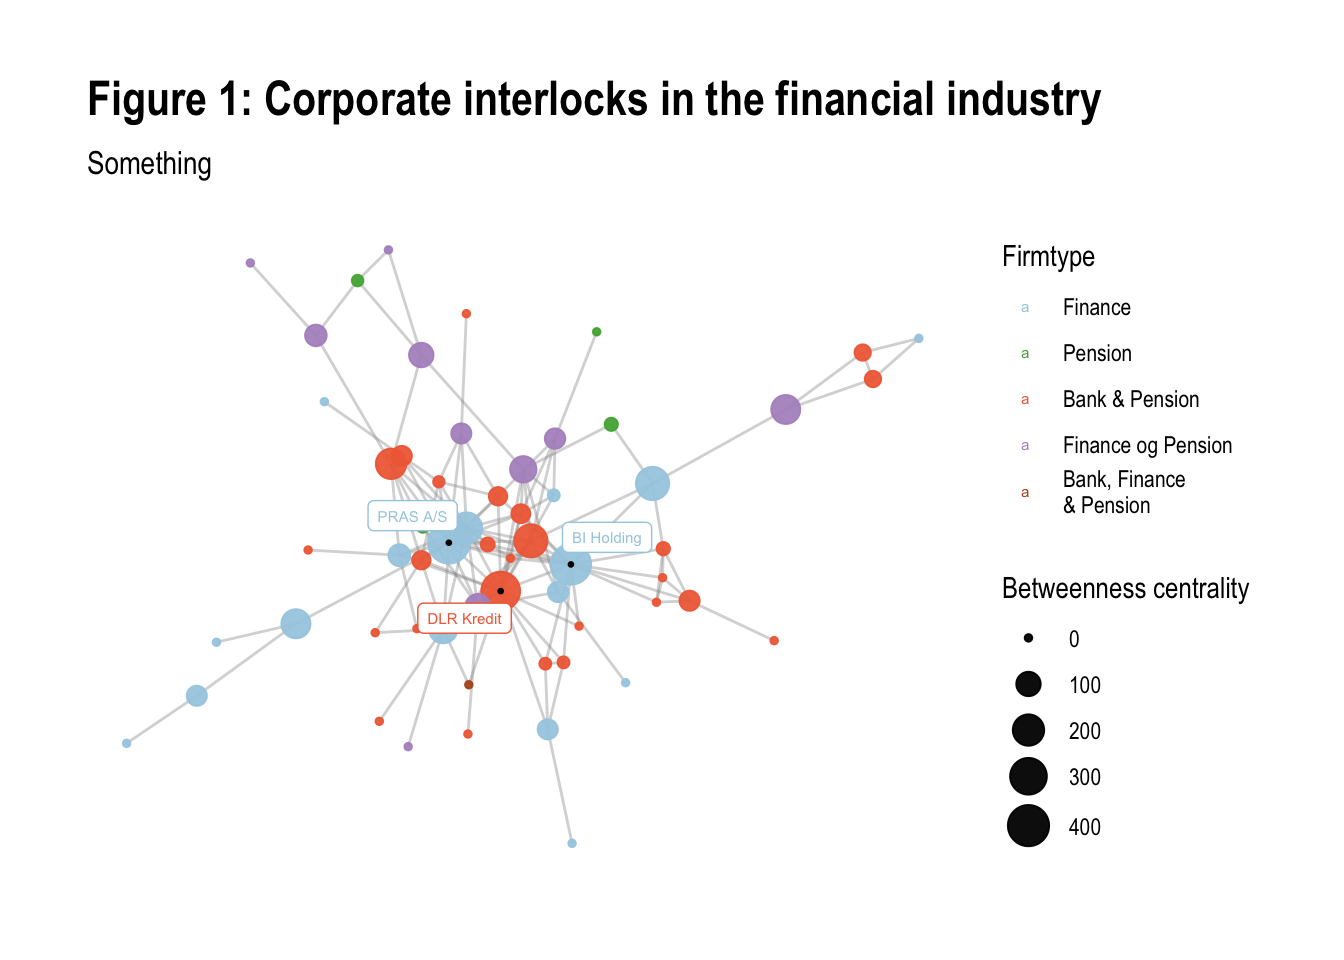 Figure 1: Corporate interlocks in the financial industry
Something
PRAS A/S
BI Holding
DLR Kredit
Firmtype
a Finance
a Pension
a Bank & Pension
a Finance og Pension
a Bank, Finance
& Pension
Betweenness centrality
0
100
200
300
400